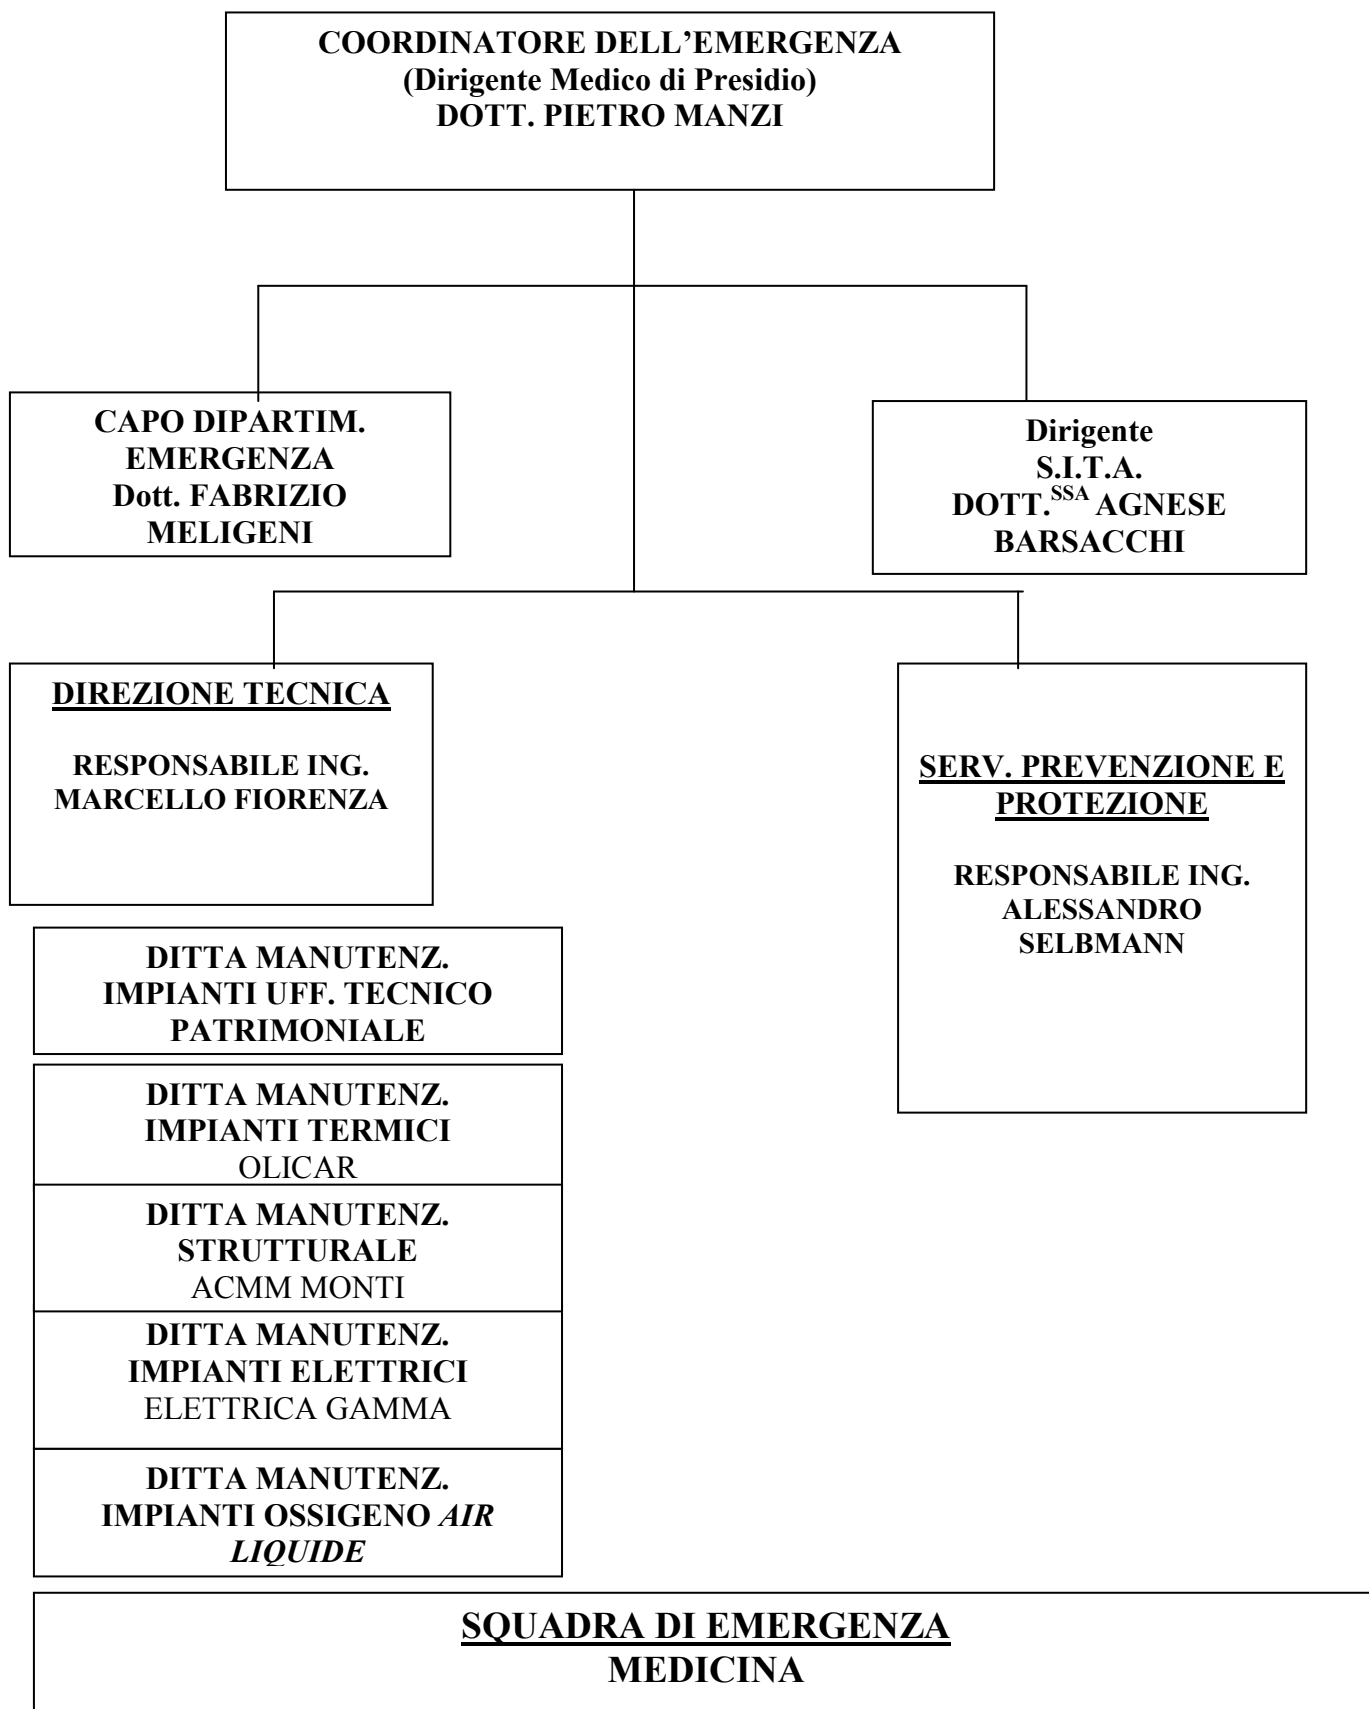 COORDINATORE DELL’EMERGENZA
(Dirigente Medico di Presidio)
DOTT. PIETRO MANZI
CAPO DIPARTIM.
EMERGENZA
Dott. FABRIZIO
MELIGENI
Dirigente
S.I.T.A.
DOTT.SSA AGNESE
BARSACCHI
DIREZIONE TECNICA
RESPONSABILE ING.
MARCELLO FIORENZA
SERV. PREVENZIONE E
PROTEZIONE
RESPONSABILE ING.
ALESSANDRO
SELBMANN
DITTA MANUTENZ.
IMPIANTI UFF. TECNICO
PATRIMONIALE
DITTA MANUTENZ.
IMPIANTI TERMICI
OLICAR
DITTA MANUTENZ.
STRUTTURALE
ACMM MONTI
DITTA MANUTENZ.
IMPIANTI ELETTRICI
ELETTRICA GAMMA
DITTA MANUTENZ.
IMPIANTI OSSIGENO AIR
LIQUIDE
SQUADRA DI EMERGENZA
MEDICINA